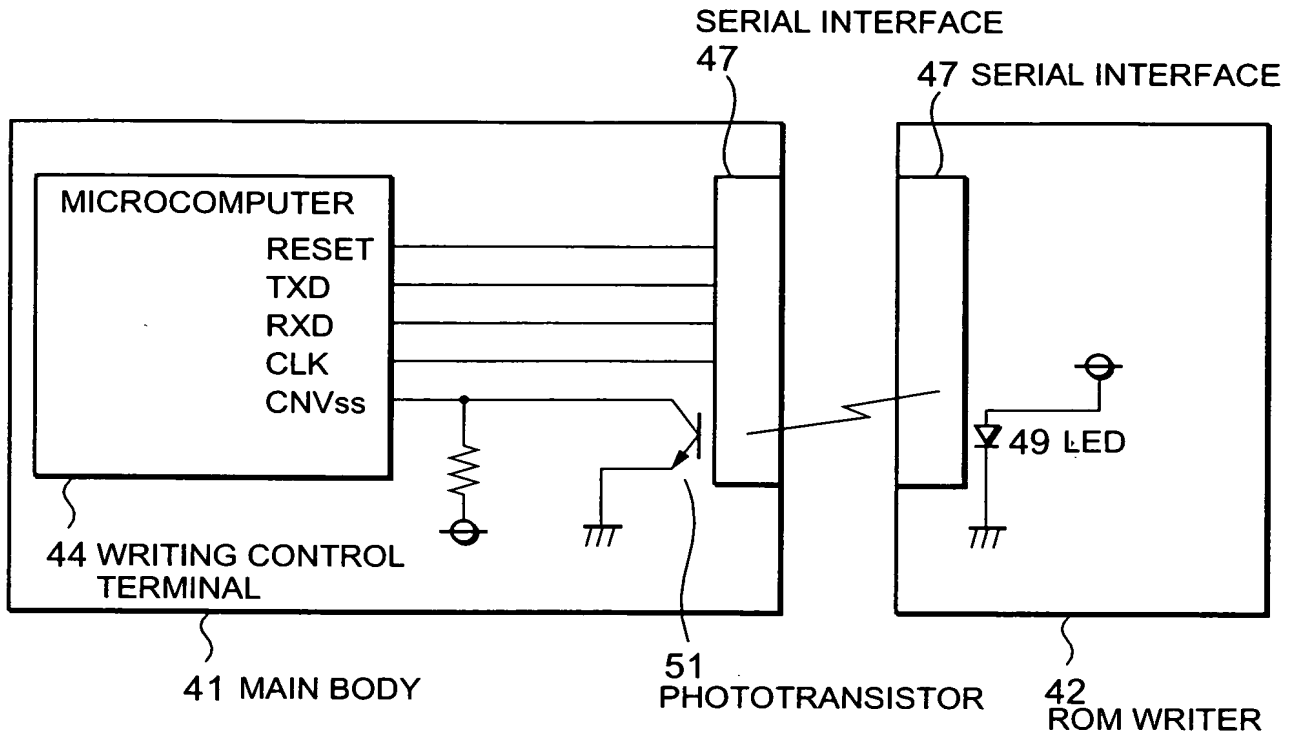 SERIAL INTERFACE
47
47 SERIAL INTERFACE
MICROCOMPUTER
RESET
TXD
RXD
CLK
CNVss
49 LED
44 WRITING CONTROL
TERMINAL
41 MAIN BODY
51
PHOTOTRANSISTOR
42
ROM WRITER